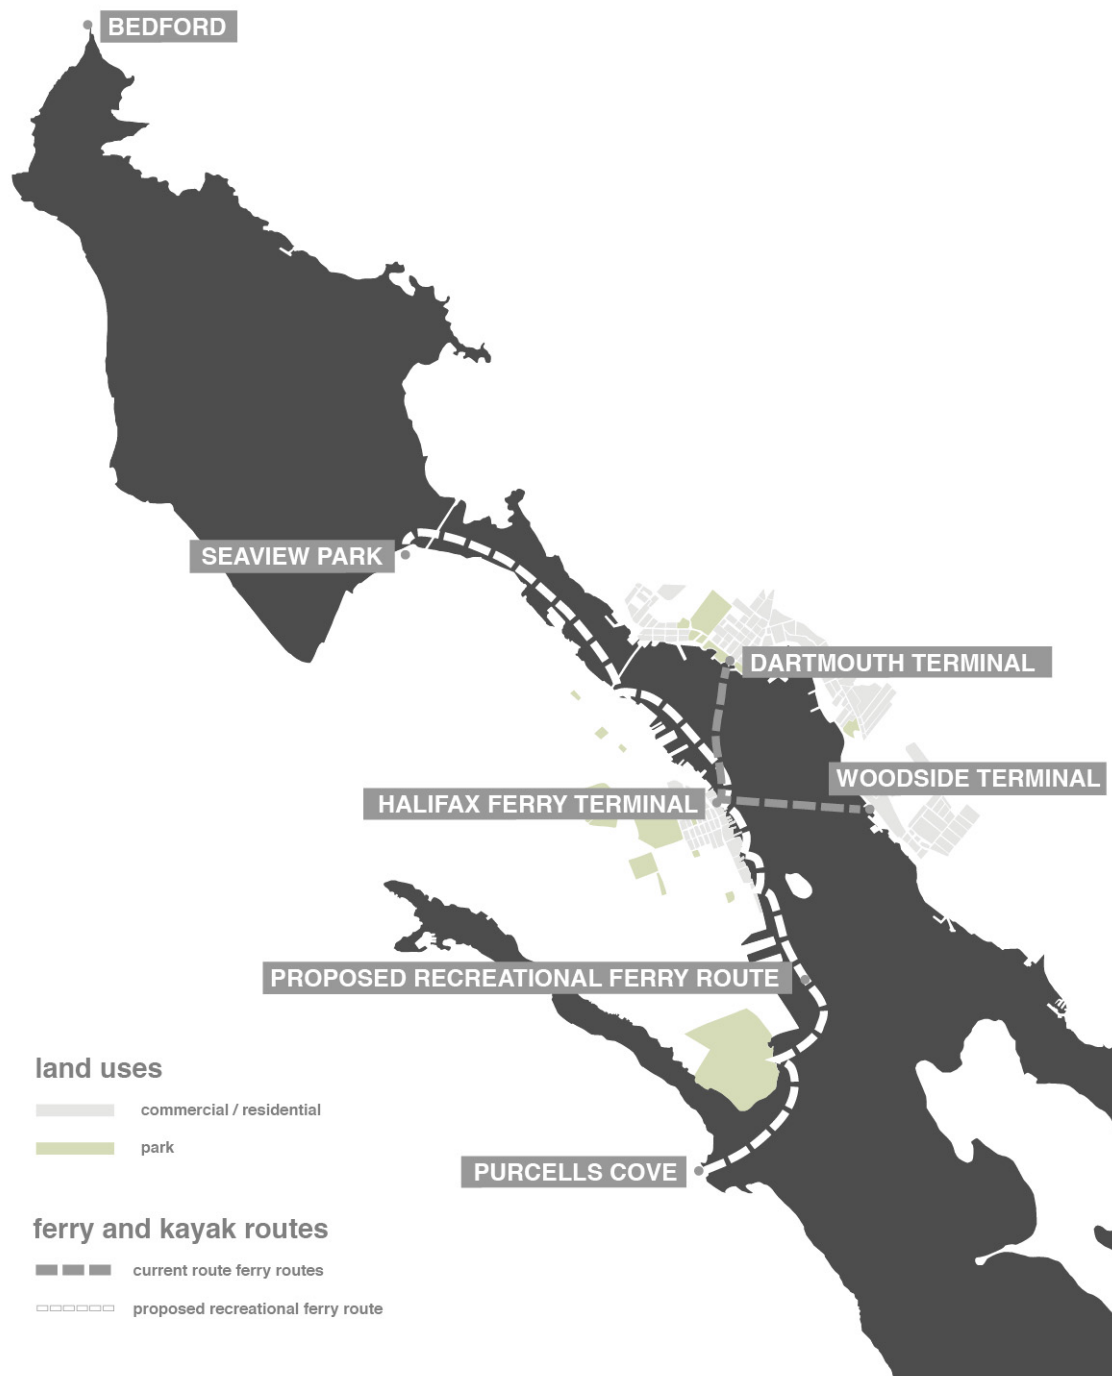 BEDFORD
SEAVIEW PARK
DARTMOUTH TERMINAL
WOODSIDE TERMINAL
HALIFAX FERRY TERMINAL
PROPOSED RECREATIONAL FERRY ROUTE
land uses
commercial / residential
park
PURCELLS COVE
ferry and kayak routes
current route ferry routes
proposed recreational ferry route